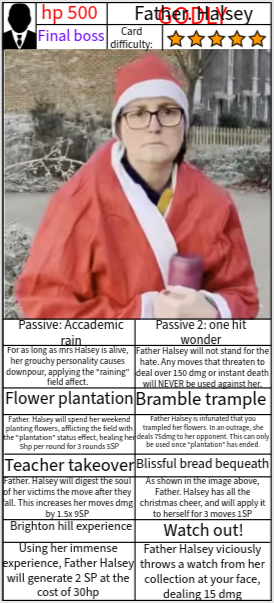 hp 500
Father Halsey
GODLY
Final boss
Card
difficulty:
Passive: Accademic
rain
Passive 2: one hit
wonder
For as long as mrs Halsey is alive,
her grouchy personality causes
downpour, applying the "raining"
field affect.
Father Halsey will not stand for the
hate. Any moves that threaten to
deal over 150 dmg or instant death
will NEVER be used against her.
Flower plantation
Bramble trample
Father. Halsey will spend her weekend
planting flowers, afflicting the field with
the "plantation" status effect, healing her
5hp per round for 3 rounds 5SP
Father Halsey is infuriated that you
trampled her flowers. In an outrage, she
deals 75dmg to her opponent. This can only
be used once "plantation" has ended.
Teacher takeover
Blissful bread bequeath
Father. Halsey will digest the soul
of her victims the move after they
fall. This increases her moves dmg
by 1.5x 9SP
As shown in the image above,
Father. Halsey has all the
christmas cheer, and will apply it
to herself for 3 moves 1SP
Brighton hill experience
Watch out!
Using her immense
experience, Father Halsey
will generate 2 SP at the
cost of 30hp
Father Halsey viciously
throws a watch from her
collection at your face,
dealing 15 dmg